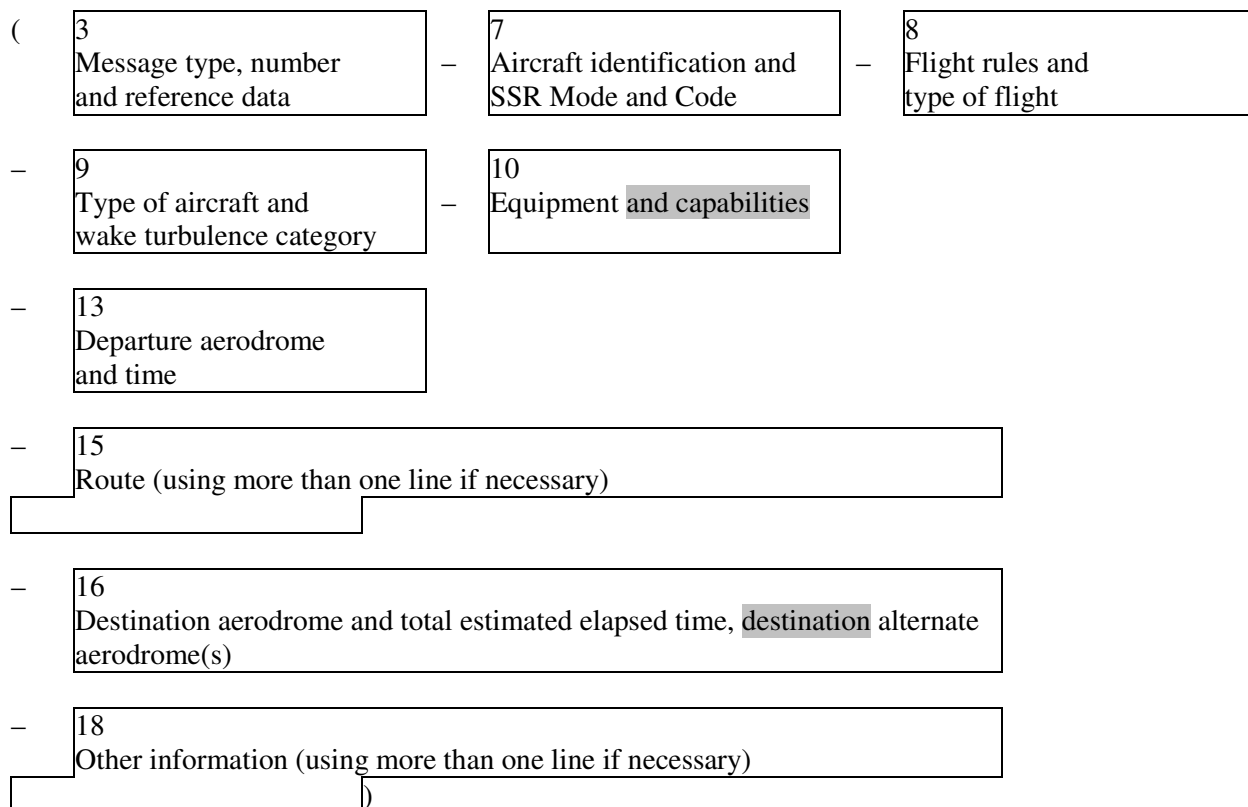 ( 3 7 8
Message type, number – Aircraft identification and – Flight rules and
and reference data SSR Mode and Code type of flight
– 9 10
Type of aircraft and – Equipment and capabilities
wake turbulence category
– 13
Departure aerodrome
and time
– 15
Route (using more than one line if necessary)
– 16
Destination aerodrome and total estimated elapsed time, destination alternate
aerodrome(s)
– 18
Other information (using more than one line if necessary)
)